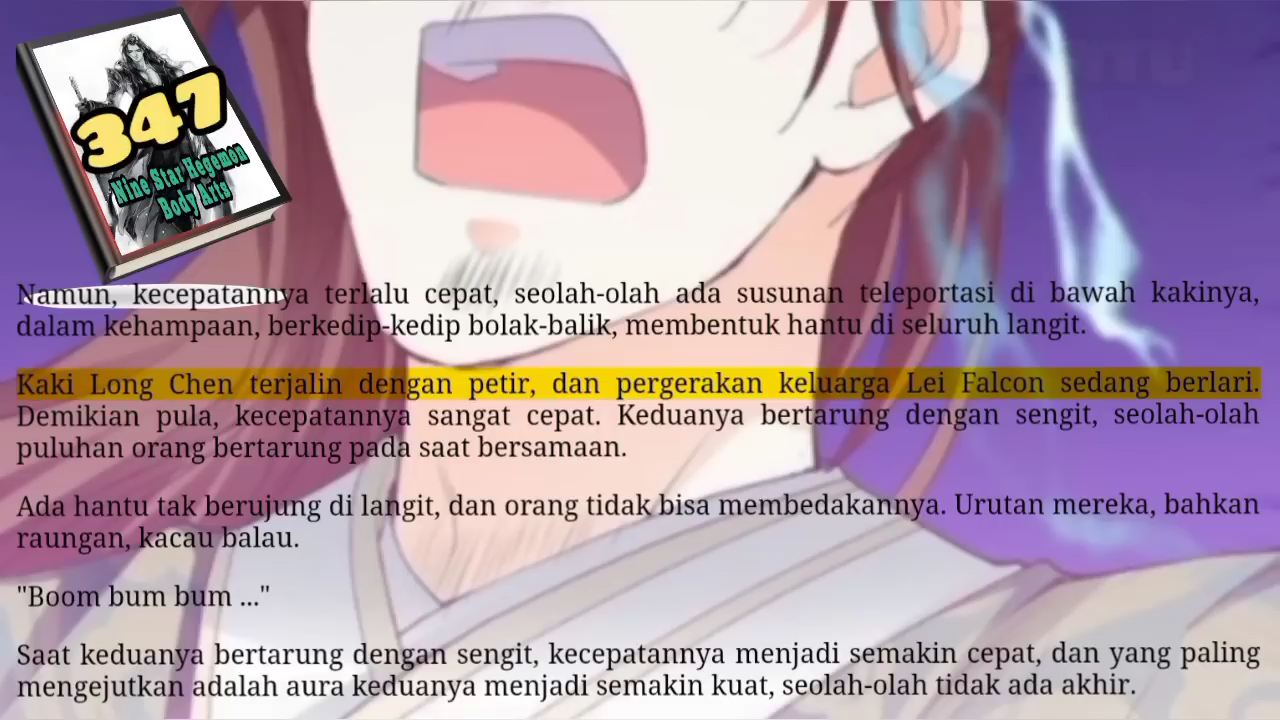 347
Nine Star Hegemon
Body Arts
Namun, kecepatannya terlalu cepat, seolah-olah ada susunan teleportasi di bawah kakinya,
dalam kehampaan, berkedip-kedip bolak-balik, membentuk hantu di seluruh langit.
Kaki Long Chen terjalin dengan petir, dan pergerakan keluarga Lei Falcon sedang berlari.
Demikian pula, kecepatannya sangat cepat. Keduanya bertarung dengan sengit, seolah-olah
puluhan orang bertarung pada saat bersamaan.
Ada hantu tak berujung di langit, dan orang tidak bisa membedakannya. Urutan mereka, bahkan
raungan, kacau balau.
"Boom bum bum ..."
Saat keduanya bertarung dengan sengit, kecepatannya menjadi semakin cepat, dan yang paling
mengejutkan adalah aura keduanya menjadi semakin kuat, seolah-olah tidak ada akhir.